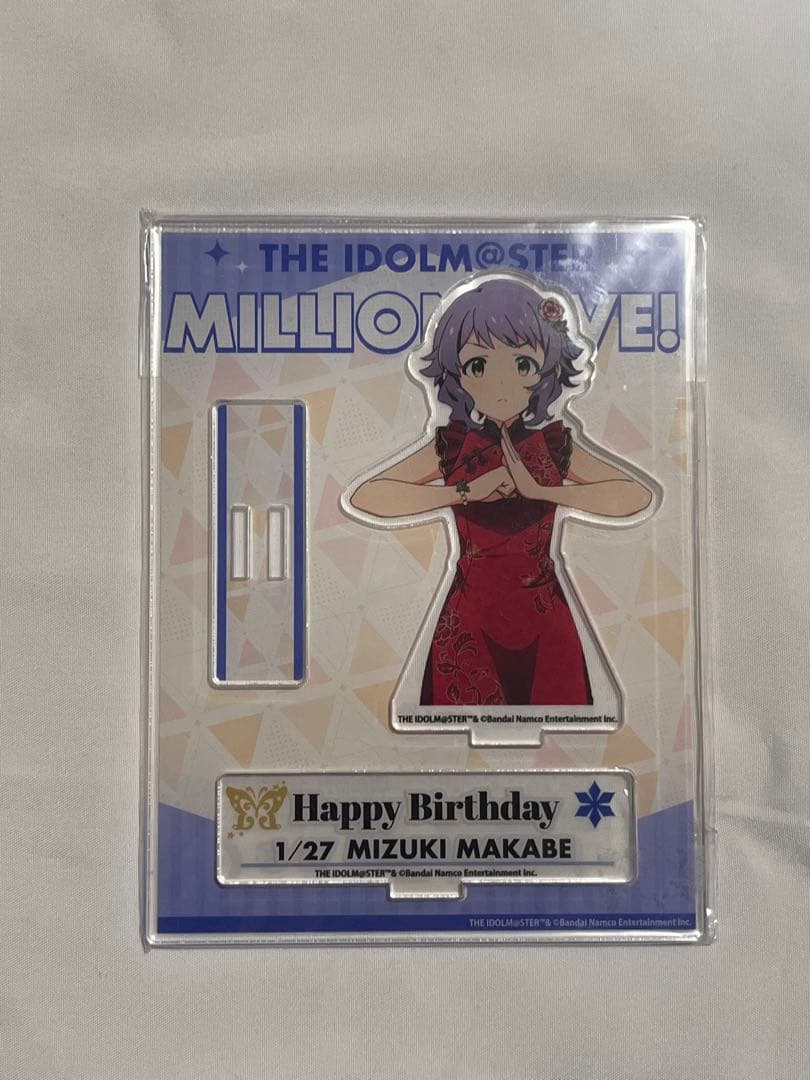 THE IDOLM@STER
MILLIO VE!
THE IDOLM@STER™& ©Bandai Namco Entertainment Inc.
Happy Birthday
1/27 MIZUKI MAKABE
THE IDOLM@STER™& ©Bandai Namco Entertainment Inc.
THE IDOLM@STER™& ©Bandai Namco Entertainment Inc.